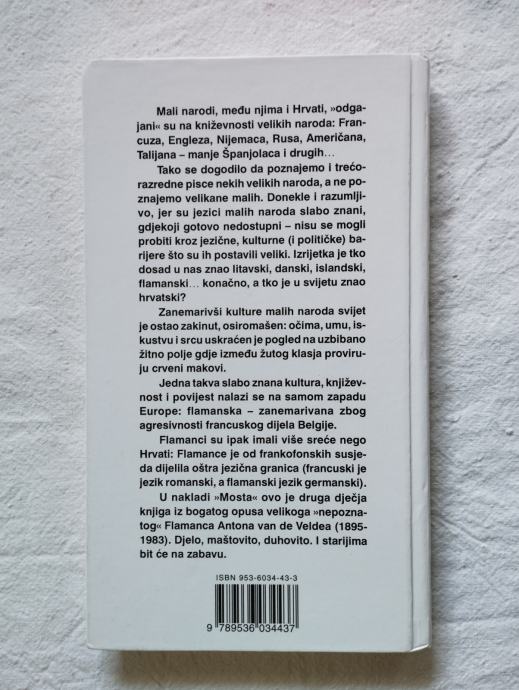 Mali narodi, među njima i Hrvati, »odga-
jani« su na književnosti velikih naroda: Fran-
cuza, Engleza, Nijemaca, Rusa, Američana,
Talijana – manje Španjolaca i drugih...
Tako se dogodilo da poznajemo i trećo-
razredne pisce nekih velikih naroda, a ne po-
znajemo velikane malih. Donekle i razumlji-
vo, jer su jezici malih naroda slabo znani,
gdjekoji gotovo nedostupni – nisu se mogli
probiti kroz jezične, kulturne (i političke) ba-
rijere što su ih postavili veliki. Izrijetka je tko
dosad u nas znao litavski, danski, islandski,
flamanski... konačno, a tko je u svijetu znao
hrvatski?
Zanemarivši kulture malih naroda svijet
je ostao zakinut, osiromašen: očima, umu, is-
kustvu i srcu uskraćen je pogled na uzbibano
žitno polje gdje između žutog klasja proviru-
ju crveni makovi.
Jedna takva slabo znana kultura, književ-
nost i povijest nalazi se na samom zapadu
Europe: flamanska – zanemarivana zbog
agresivnosti francuskog dijela Belgije.
Flamanci su ipak imali više sreće nego
Hrvati: Flamance je od frankofonskih susje-
da dijelila oštra jezična granica (francuski je
jezik romanski, a flamanski jezik germanski).
U nakladi »Mosta« ovo je druga dječja
knjiga iz bogatog opusa velikoga »nepozna-
tog« Flamanca Antona van de Veldea (1895-
1983). Djelo, maštovito, duhovito. I starijima
bit će na zabavu.
ISBN 953-6034-43-3
9 789536 034437